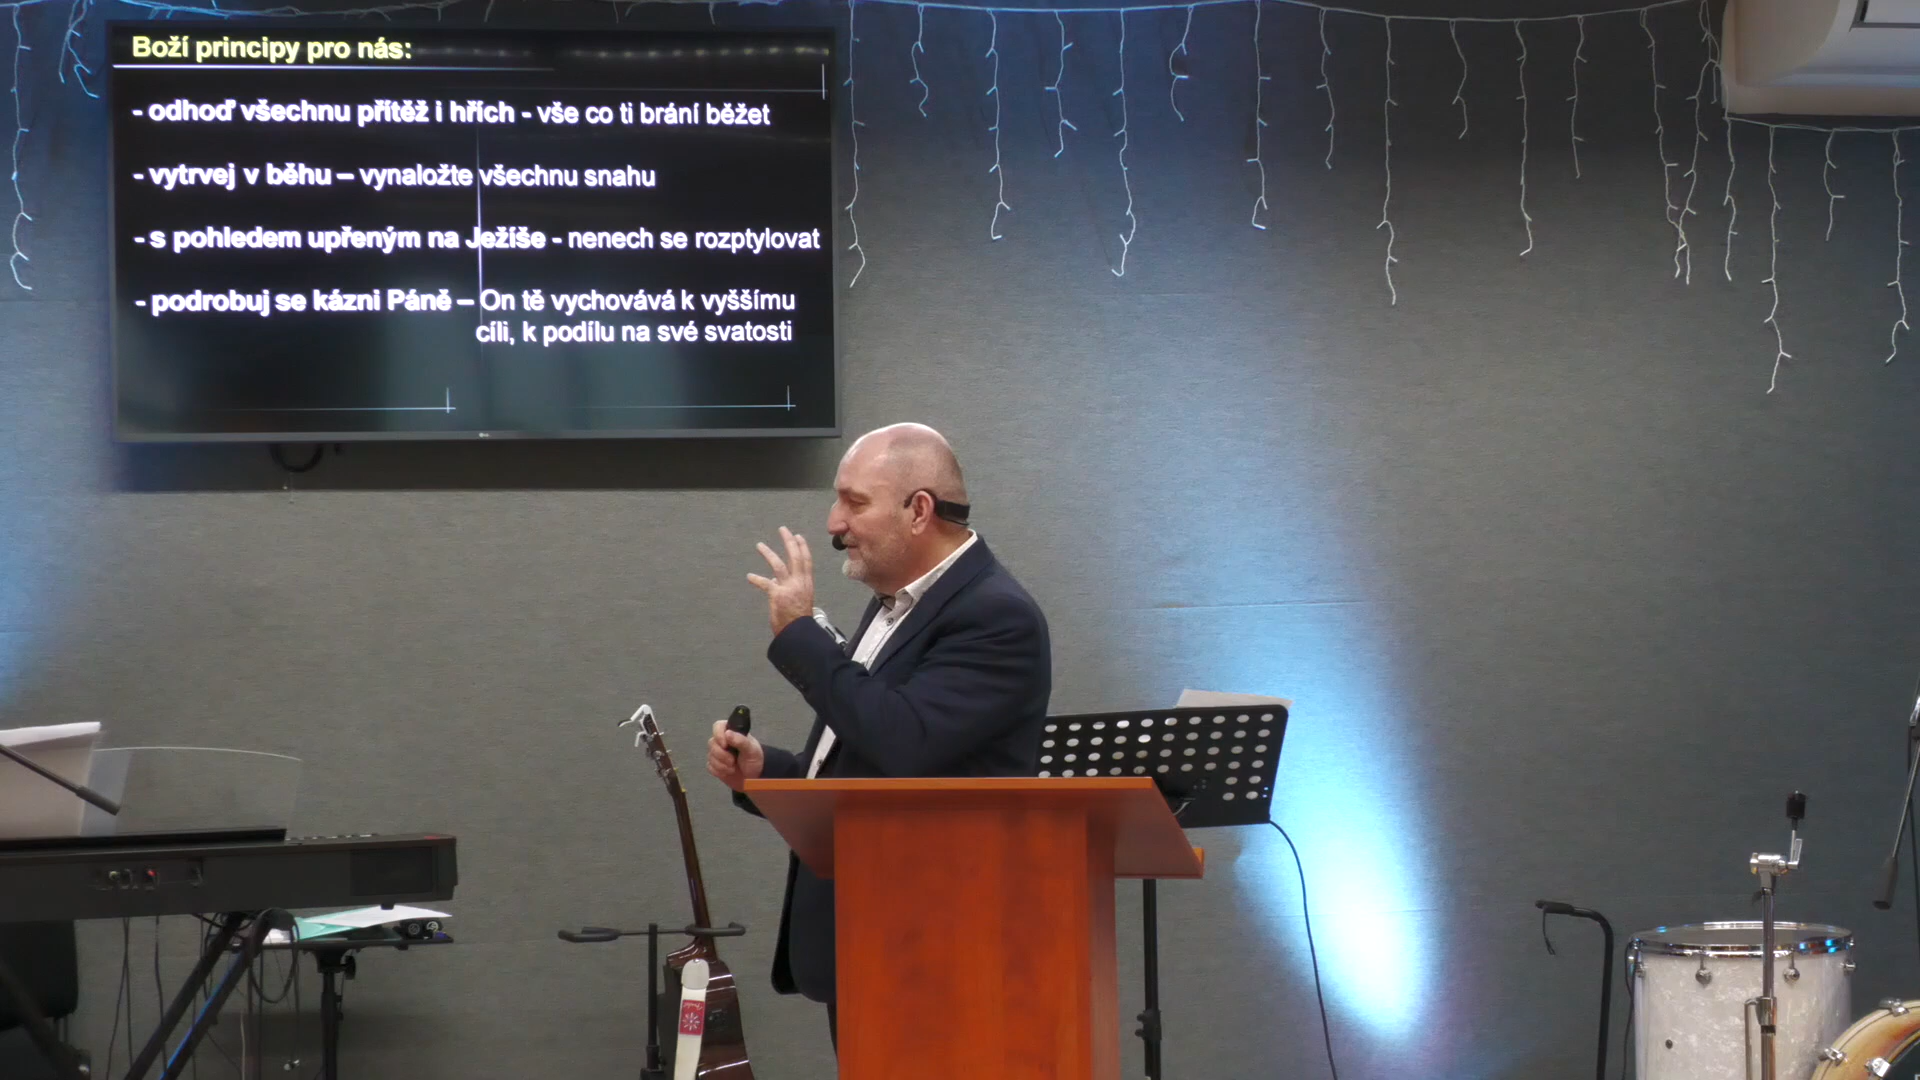 Boží principy pro nás:
- odhoď všechnu přítěž i hřích - vše co ti brání běžet
- vytrvej v běhu – vynaložte všechnu snahu
- s pohledem upřeným na Ježíše - nenech se rozptylovat
- podrobuj se kázni Páně – On tě vychovává k vyššímu
cíli, k podílu na své svatosti